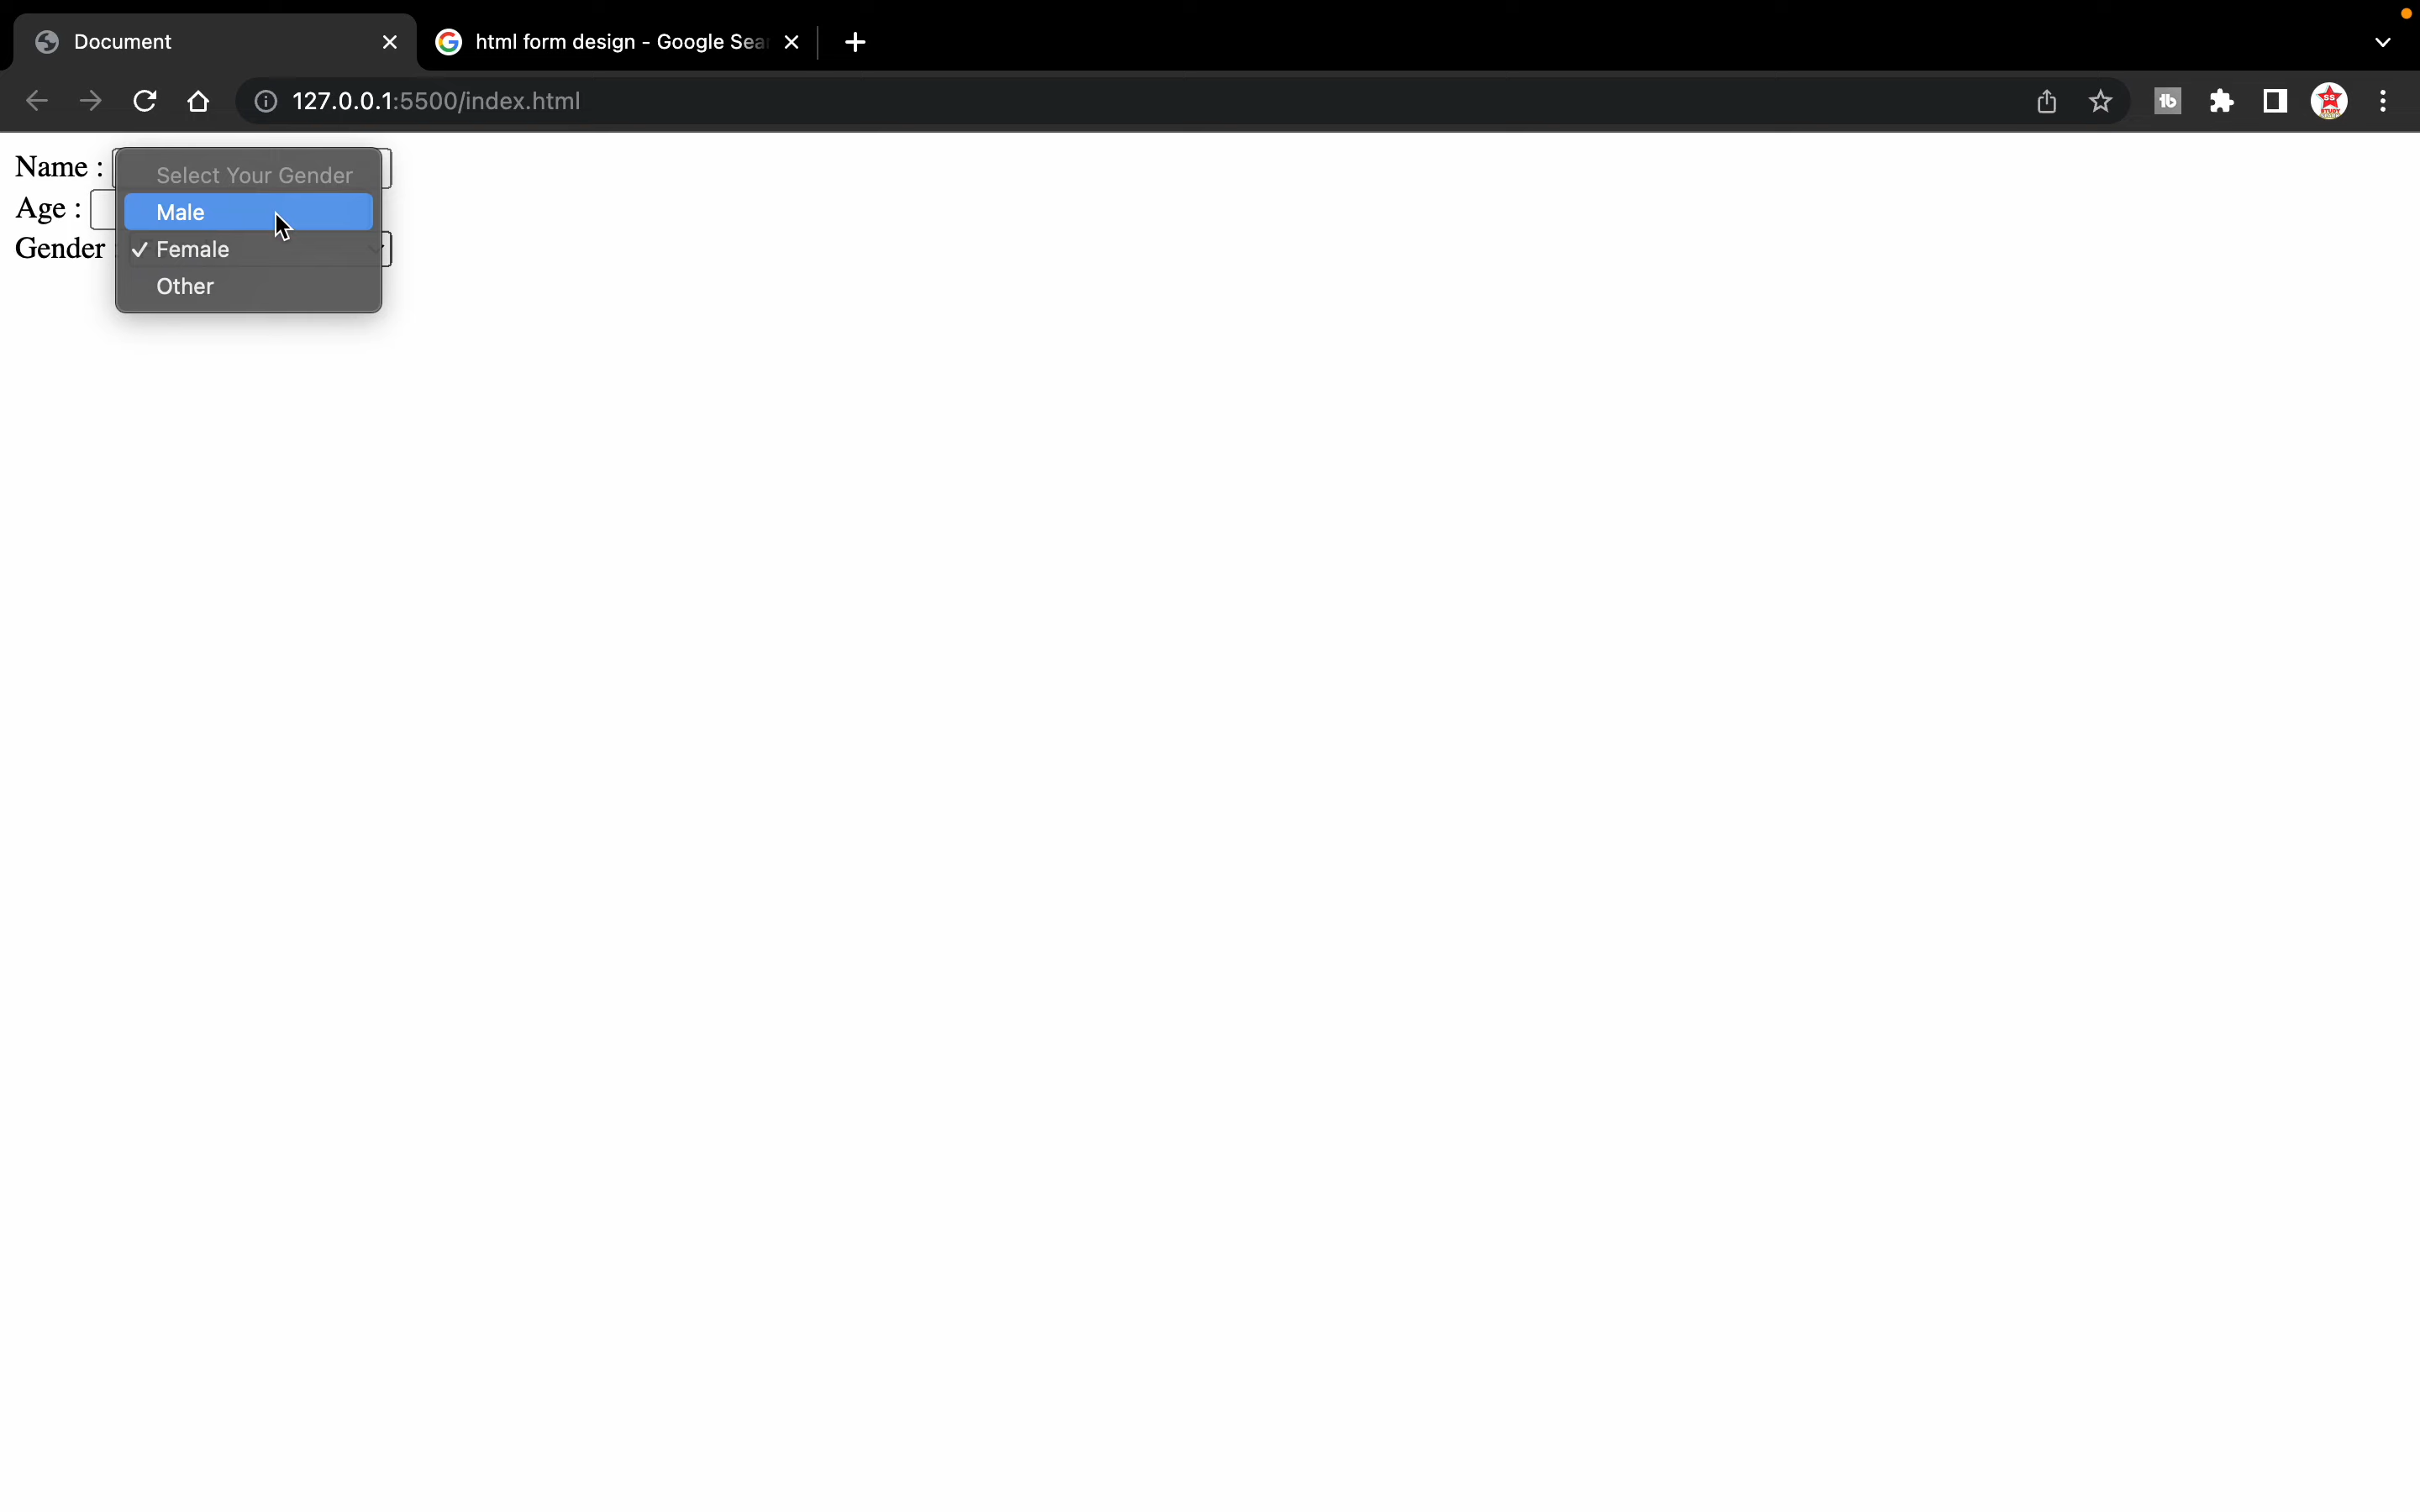 Document
html form design - Google Sea
127.0.0.1:5500/index.html
Name :
Select Your Gender
Age :
Male
Gender :
Female
Other